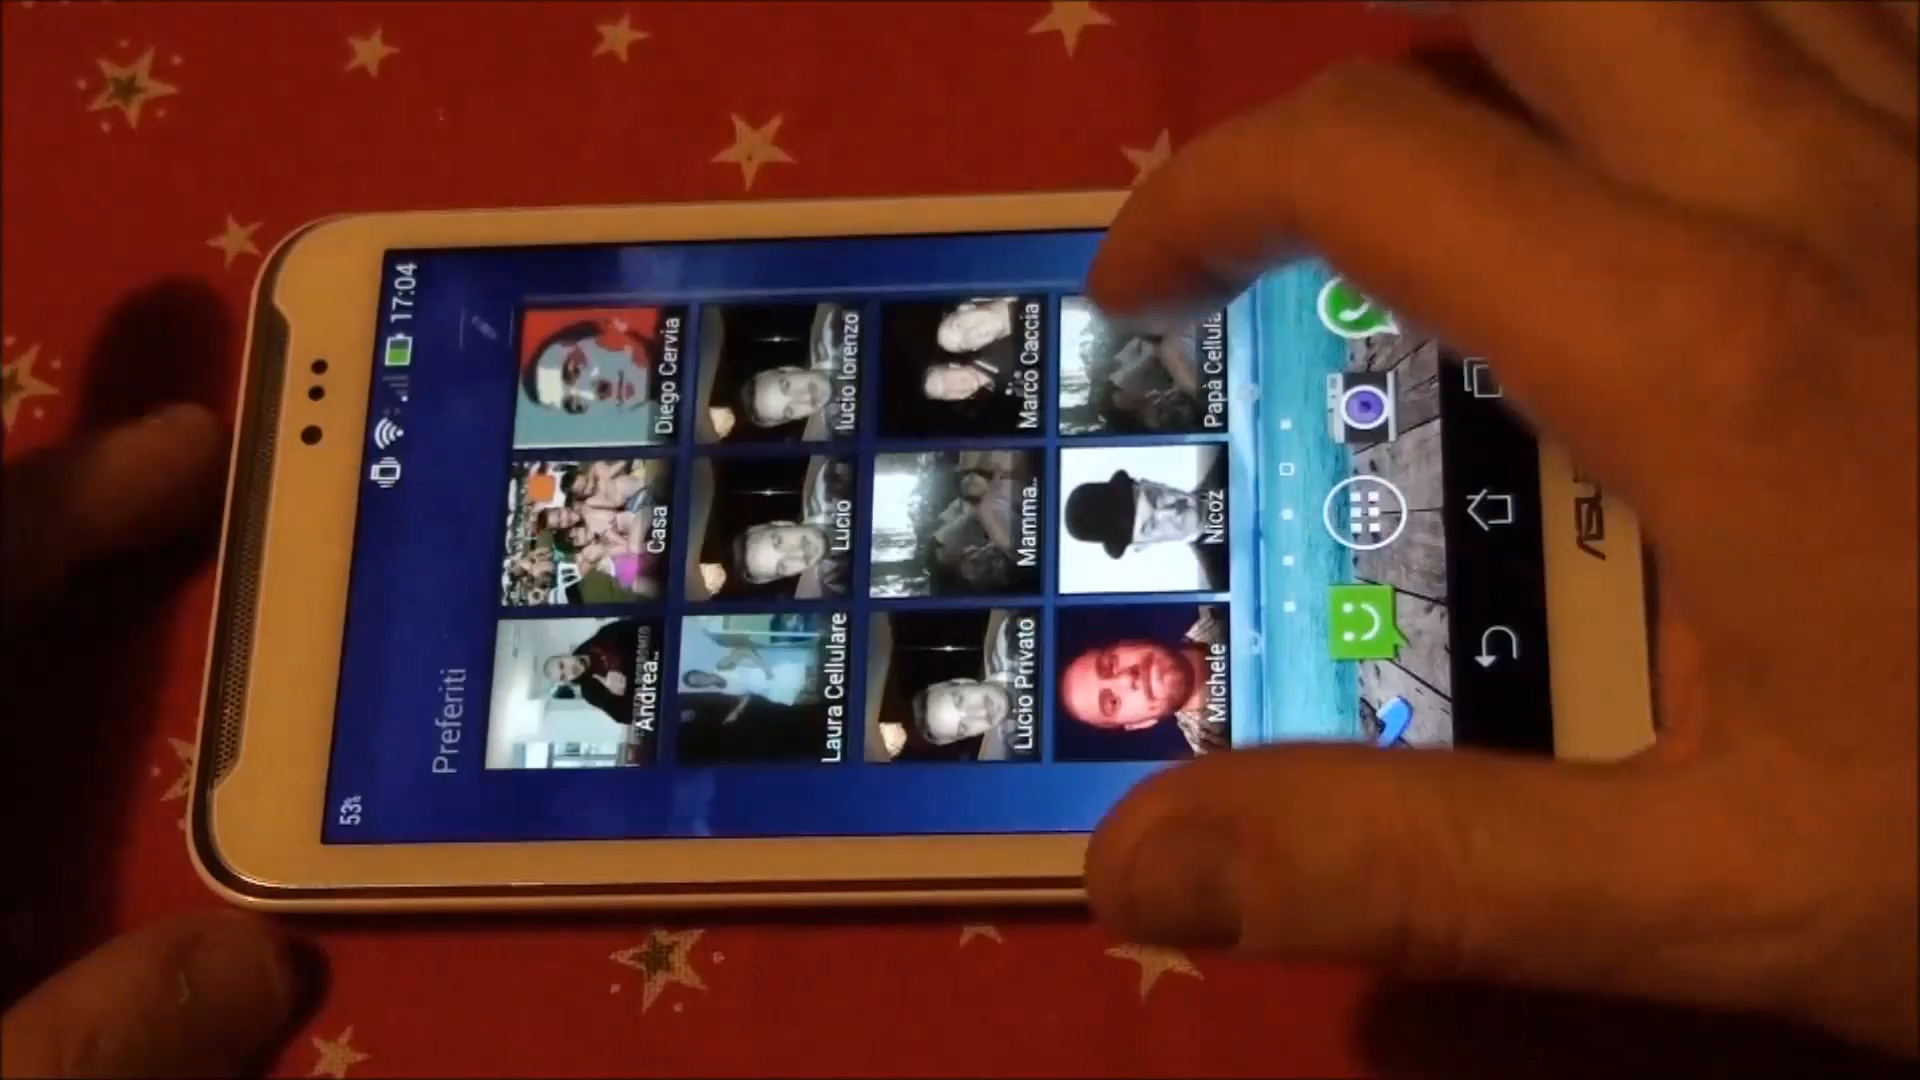 53%
17:04
Preferiti
Andrea..
Casa
Diego Cervia
Laura Cellulare
Lucio
lucio lorenzo
Lucio Privato
Mamma..
Marco Caccia
Michele
Nicoz
Papà Cellula